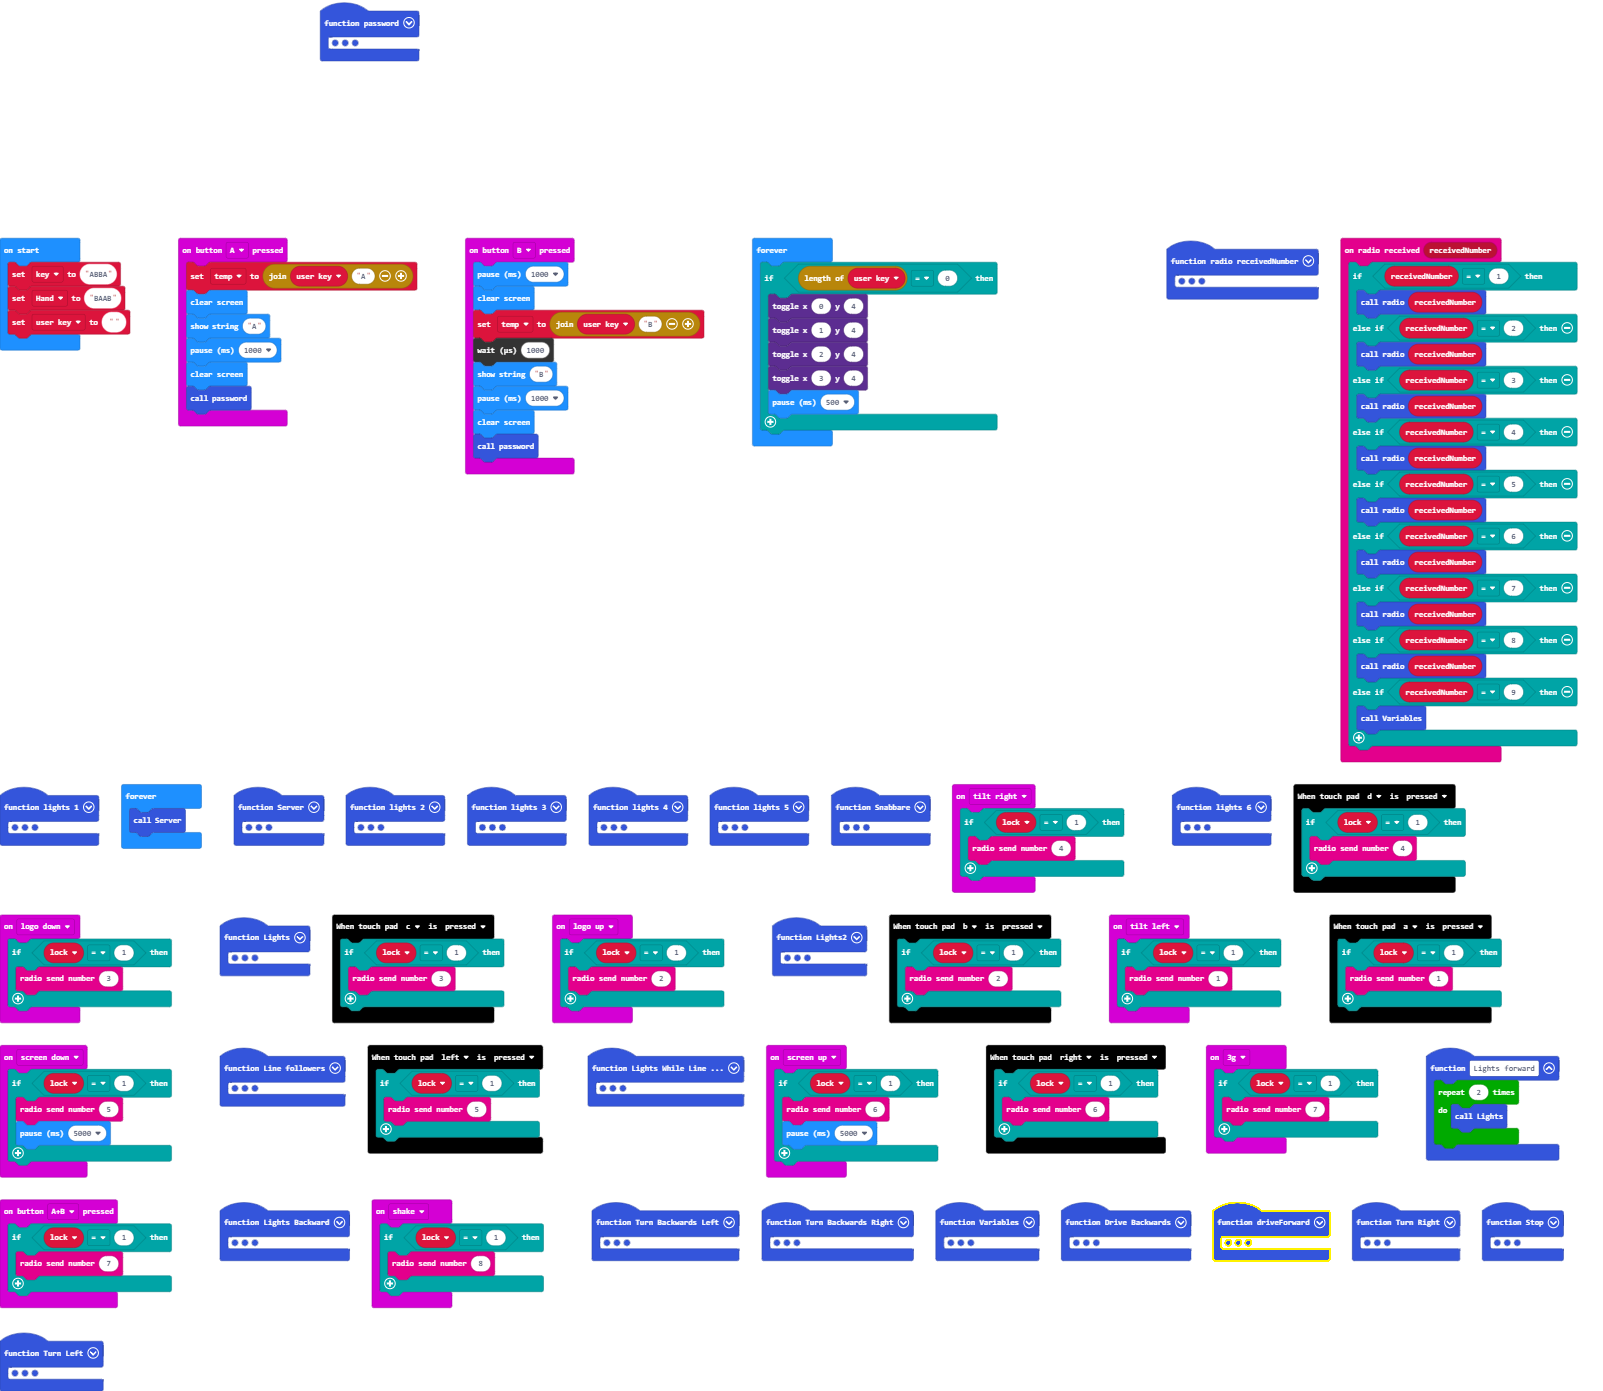 function password
on start
set key to "ABBA"
set Hand to "BAAB"
set user key to " "
on button A pressed
set temp to join user key "A"
clear screen
show string "A"
pause (ms) 1000
clear screen
call password
on button B pressed
pause (ms) 1000
clear screen
set temp to join user key "B"
wait (µs) 1000
show string "B"
pause (ms) 1000
clear screen
call password
forever
if length of user key = 0 then
toggle x 0 y 4
toggle x 1 y 4
toggle x 2 y 4
toggle x 3 y 4
pause (ms) 500
function radio receivedNumber
on radio received receivedNumber
if receivedNumber = 1 then
call radio receivedNumber
else if receivedNumber = 2 then
call radio receivedNumber
else if receivedNumber = 3 then
call radio receivedNumber
else if receivedNumber = 4 then
call radio receivedNumber
else if receivedNumber = 5 then
call radio receivedNumber
else if receivedNumber = 6 then
call radio receivedNumber
else if receivedNumber = 7 then
call radio receivedNumber
else if receivedNumber = 8 then
call radio receivedNumber
else if receivedNumber = 9 then
call Variables
function lights 1
forever
call Server
function Server
function lights 2
function lights 3
function lights 4
function lights 5
function Snabbare
on tilt right
if lock = 1 then
radio send number 4
function lights 6
When touch pad d is pressed
if lock = 1 then
radio send number 4
on logo down
if lock = 1 then
radio send number 3
function Lights
When touch pad c is pressed
if lock = 1 then
radio send number 3
on logo up
if lock = 1 then
radio send number 2
function Lights2
When touch pad b is pressed
if lock = 1 then
radio send number 2
on tilt left
if lock = 1 then
radio send number 1
When touch pad a is pressed
if lock = 1 then
radio send number 1
on screen down
if lock = 1 then
radio send number 5
pause (ms) 5000
function Line followers
When touch pad left is pressed
if lock = 1 then
radio send number 5
function Lights While Line ...
on screen up
if lock = 1 then
radio send number 6
pause (ms) 5000
When touch pad right is pressed
if lock = 1 then
radio send number 6
on 3g
if lock = 1 then
radio send number 7
function Lights forward
repeat 2 times
do call Lights
on button A+B pressed
if lock = 1 then
radio send number 7
function Lights Backward
on shake
if lock = 1 then
radio send number 8
function Turn Backwards Left
function Turn Backwards Right
function Variables
function Drive Backwards
function driveForward
function Turn Right
function Stop
function Turn Left